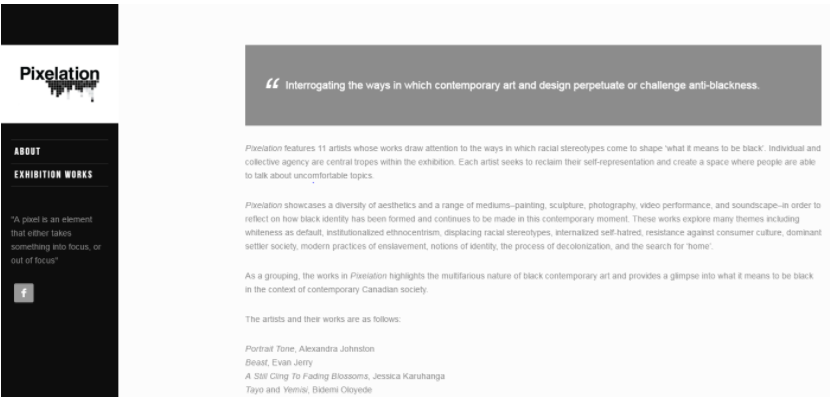 Pixelation
ABOUT
EXHIBITION WORKS
"A pixel is an element
that either takes
something into focus, or
out of focus"
f
“ Interrogating the ways in which contemporary art and design perpetuate or challenge anti-blackness.
Pixelation features 11 artists whose works draw attention to the ways in which racial stereotypes come to shape 'what it means to be black'. Individual and
collective agency are central tropes within the exhibition. Each artist seeks to reclaim their self-representation and create a space where people are able
to talk about uncomfortable topics.
Pixelation showcases a diversity of aesthetics and a range of mediums–painting, sculpture, photography, video performance, and soundscape–in order to
reflect on how black identity has been formed and continues to be made in this contemporary moment. These works explore many themes including
whiteness as default, institutionalized ethnocentrism, displacing racial stereotypes, internalized self-hatred, resistance against consumer culture, dominant
settler society, modern practices of enslavement, notions of identity, the process of decolonization, and the search for 'home'.
As a grouping, the works in Pixelation highlights the multifarious nature of black contemporary art and provides a glimpse into what it means to be black
in the context of contemporary Canadian society.
The artists and their works are as follows:
Portrait Tone, Alexandra Johnston
Beast, Evan Jerry
A Still Cling To Fading Blossoms, Jessica Karuhanga
Tayo and Yemisi, Bidemi Oloyede